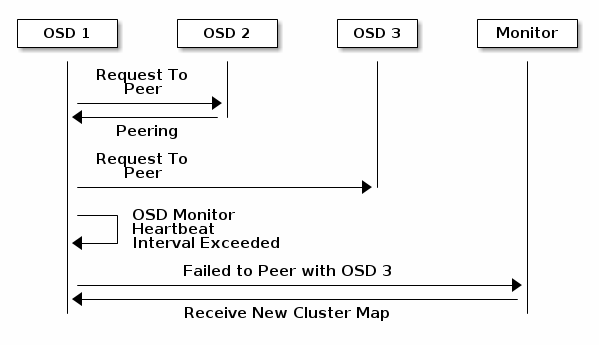 OSD 1 OSD 2 OSD 3 Monitor
Request To
Peer
Peering
Request To
Peer
OSD Monitor
Heartbeat
Interval Exceeded
Failed to Peer with OSD 3
Receive New Cluster Map